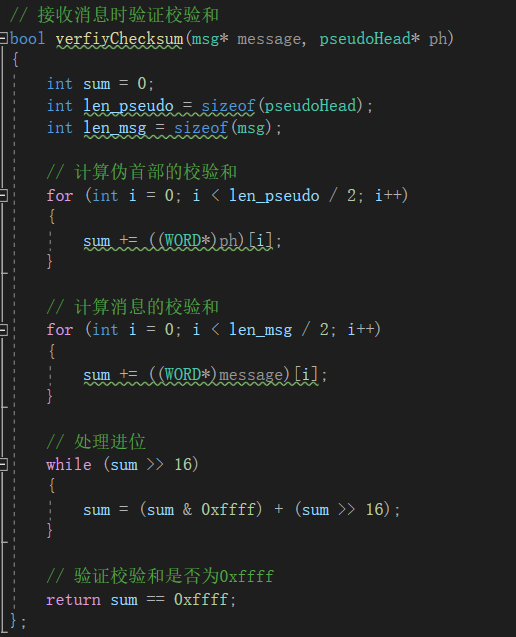 // 接收消息时验证校验和
bool verfiyChecksum(msg* message, pseudoHead* ph)
{
    int sum = 0;
    int len_pseudo = sizeof(pseudoHead);
    int len_msg = sizeof(msg);
    // 计算伪首部的校验和
    for (int i = 0; i < len_pseudo / 2; i++)
    {
        sum += ((WORD*)ph)[i];
    }
    // 计算消息的校验和
    for (int i = 0; i < len_msg / 2; i++)
    {
        sum += ((WORD*)message)[i];
    }
    // 处理进位
    while (sum >> 16)
    {
        sum = (sum & 0xffff) + (sum >> 16);
    }
    // 验证校验和是否为0xffff
    return sum == 0xffff;
};